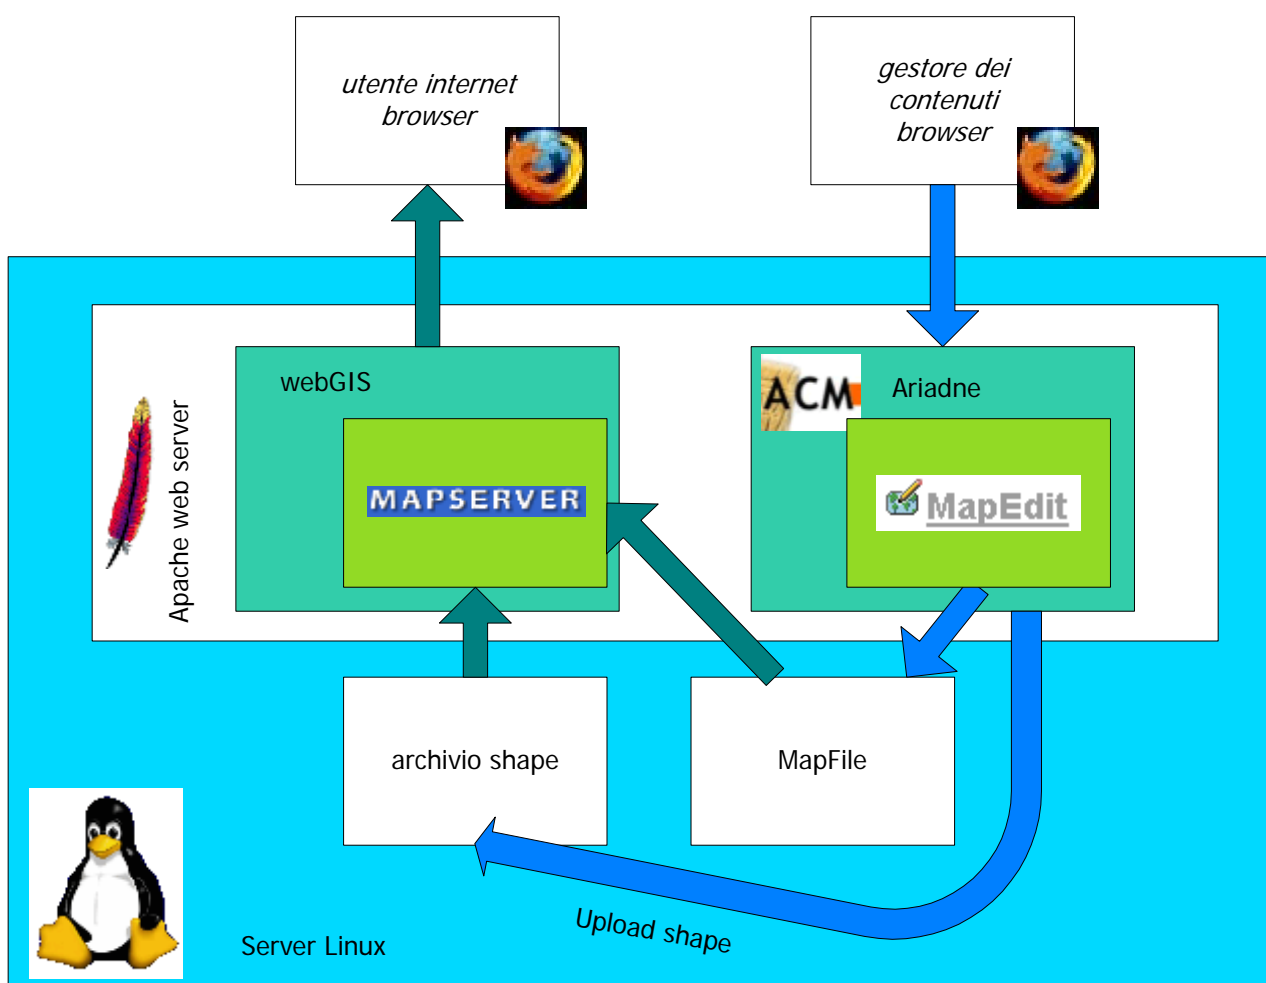 utente internet
browser
gestore dei
contenuti
browser
webGIS
ACM
Ariadne
MAPSERVER
MapEdit
Apache web server
archivio shape
MapFile
Upload shape
Server Linux